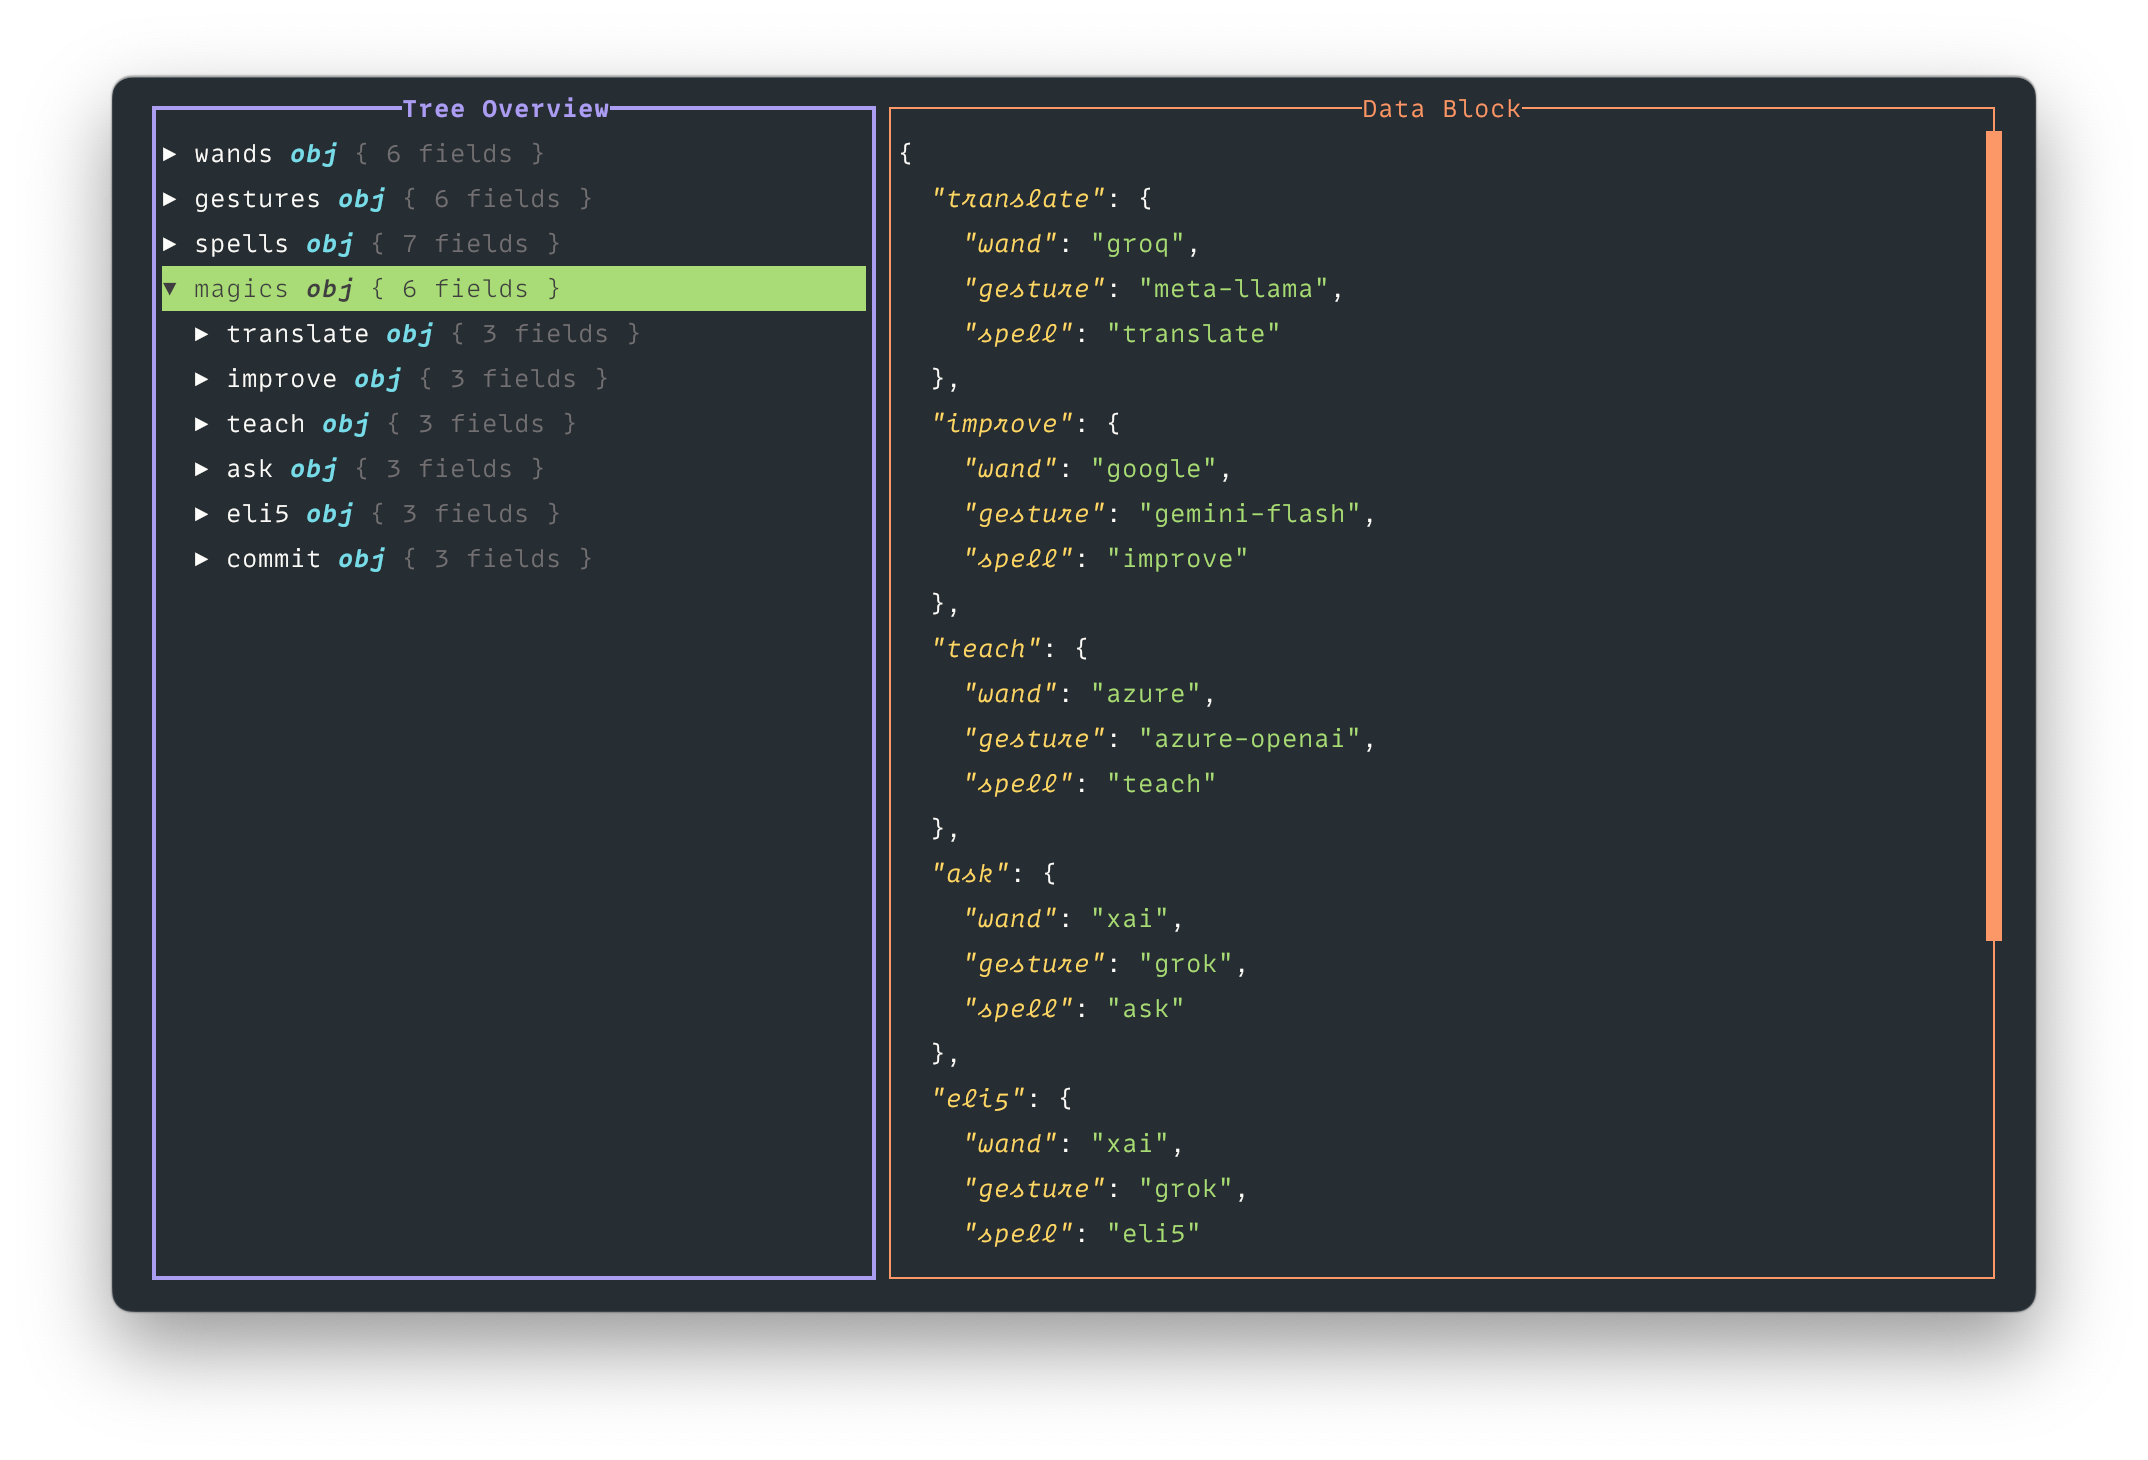 Tree Overview
▶ wands obj { 6 fields }
▶ gestures obj { 6 fields }
▶ spells obj { 7 fields }
▼ magics obj { 6 fields }
▶ translate obj { 3 fields }
▶ improve obj { 3 fields }
▶ teach obj { 3 fields }
▶ ask obj { 3 fields }
▶ eli5 obj { 3 fields }
▶ commit obj { 3 fields }
Data Block
{
"translate": {
"wand": "groq",
"gesture": "meta-llama",
"spell": "translate"
},
"improve": {
"wand": "google",
"gesture": "gemini-flash",
"spell": "improve"
},
"teach": {
"wand": "azure",
"gesture": "azure-openai",
"spell": "teach"
},
"ask": {
"wand": "xai",
"gesture": "grok",
"spell": "ask"
},
"eli5": {
"wand": "xai",
"gesture": "grok",
"spell": "eli5"